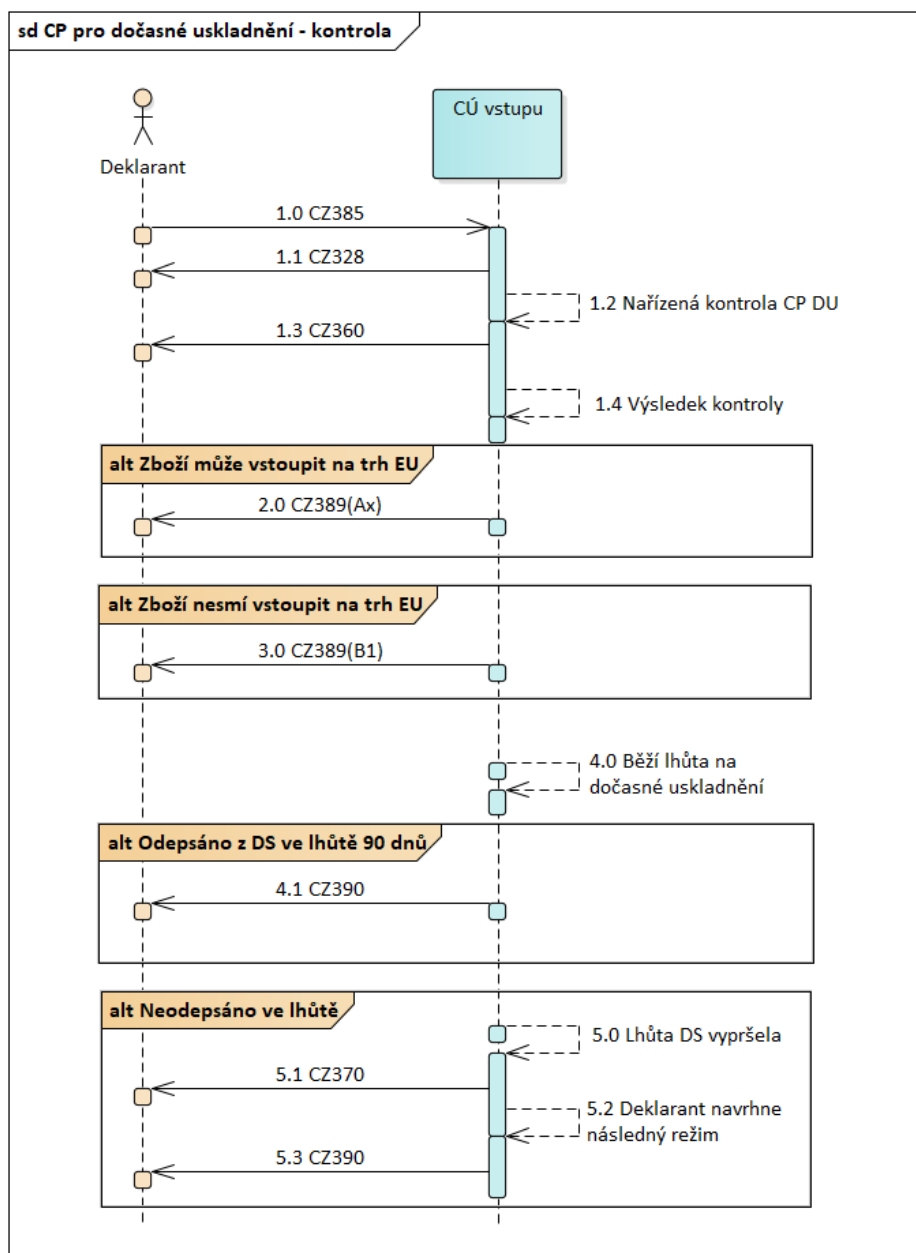 sd CP pro dočasné uskladnění - kontrola
CÚ vstupu
Deklarant
1.0 CZ385
1.1 CZ328
1.2 Nařízená kontrola CP DU
1.3 CZ360
1.4 Výsledek kontroly
alt Zboží může vstoupit na trh EU
2.0 CZ389(Ax)
alt Zboží nesmí vstoupit na trh EU
3.0 CZ389(B1)
4.0 Běží lhůta na
dočasné uskladnění
alt Odepsáno z DS ve lhůtě 90 dnů
4.1 CZ390
alt Neodepsáno ve lhůtě
5.0 Lhůta DS vypršela
5.1 CZ370
5.2 Deklarant navrhne
následný režim
5.3 CZ390